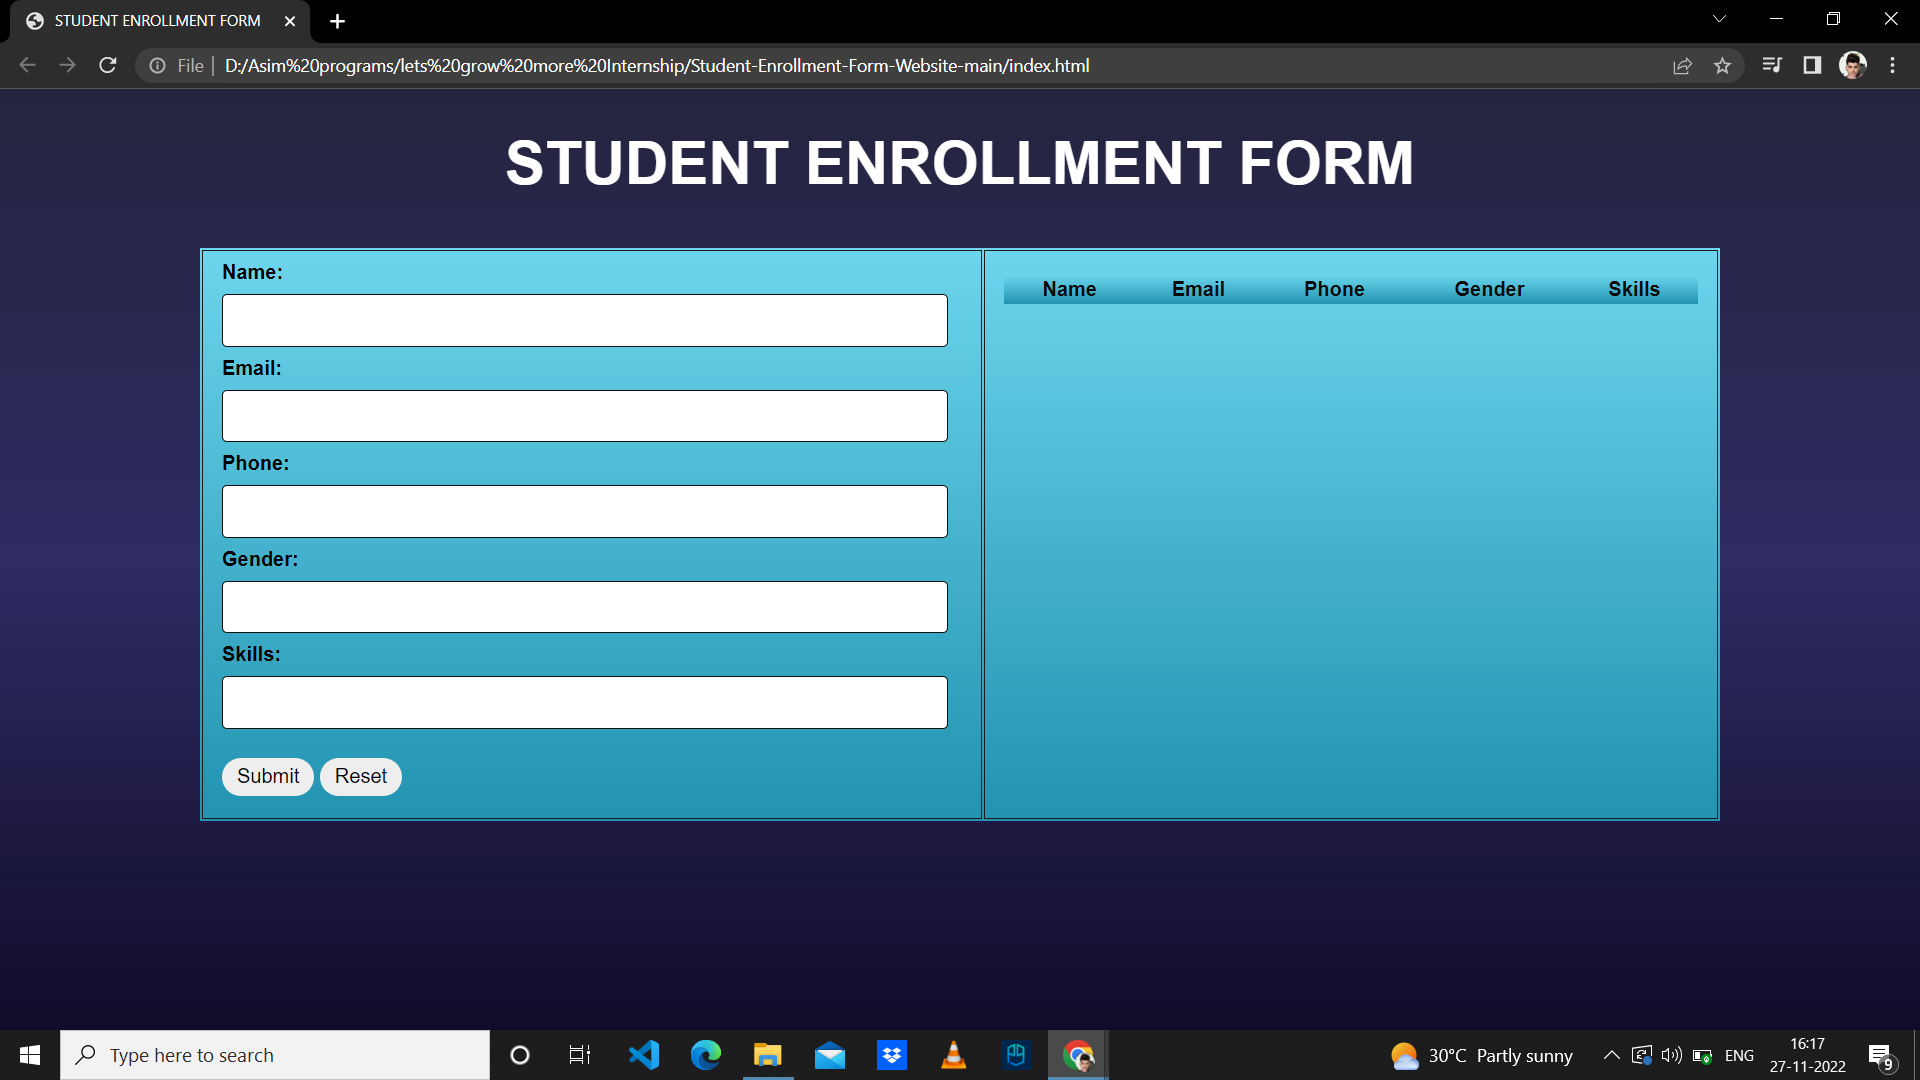 STUDENT ENROLLMENT FORM
File | D:/Asim%20programs/lets%20grow%20more%20Internship/Student-Enrollment-Form-Website-main/index.html
STUDENT ENROLLMENT FORM
Name:
Email:
Phone:
Gender:
Skills:
Submit Reset
Name Email Phone Gender Skills
Type here to search
30°C Partly sunny
ENG
16:17
27-11-2022
9